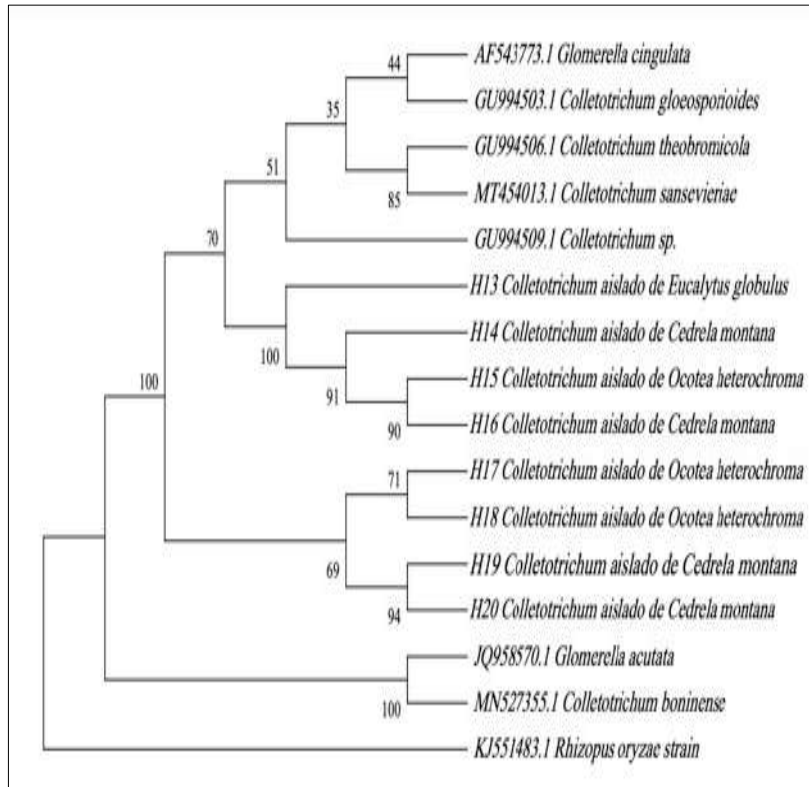 44
AF543773.1 Glomerella cingulata
GU994503.1 Colletotrichum gloeosporioides
35
GU994506.1 Colletotrichum theobromicola
85
MT454013.1 Colletotrichum sansevieriae
51
GU994509.1 Colletotrichum sp.
70
H13 Colletotrichum aislado de Eucalytus globulus
100
H14 Colletotrichum aislado de Cedrela montana
91
H15 Colletotrichum aislado de Ocotea heterochroma
90
H16 Colletotrichum aislado de Cedrela montana
100
71
H17 Colletotrichum aislado de Ocotea heterochroma
H18 Colletotrichum aislado de Ocotea heterochroma
69
H19 Colletotrichum aislado de Cedrela montana
94
H20 Colletotrichum aislado de Cedrela montana
JQ958570.1 Glomerella acutata
100
MN527355.1 Colletotrichum boninense
KJ551483.1 Rhizopus oryzae strain